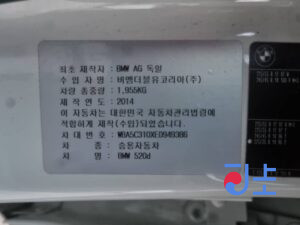 최초 제작자 : BMW AG 독일
수 입 자 명 : 비엠더블유코리아(주)
차량 총중량 : 1,955KG
제 작 연 도 : 2014
이 자동차는 대한민국 자동차관리법령에
적합하게 제작(수입)되었습니다
차 대 번 호 : WBA5C310XED949386
차 종 : 승용자동차
차 명 : BMW 520d